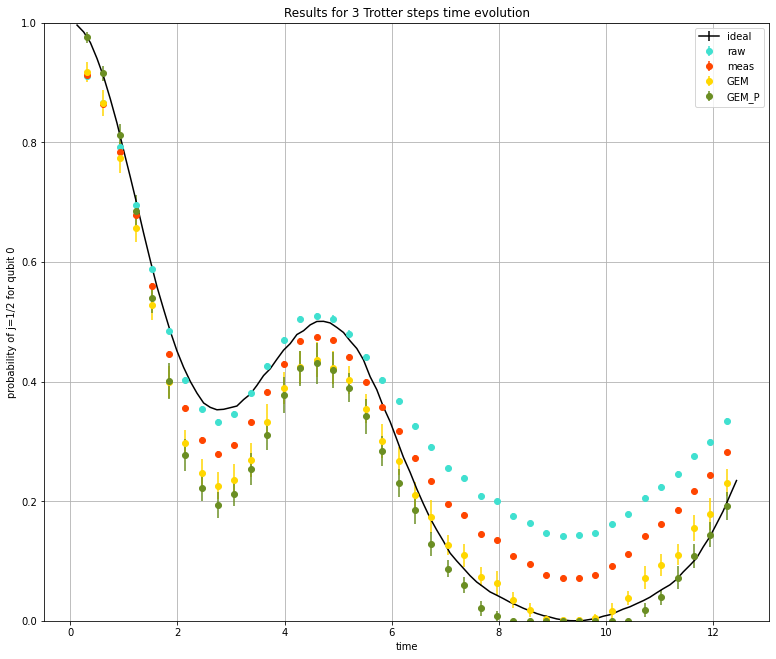 Results for 3 Trotter steps time evolution
ideal
raw
meas
GEM
GEM_P
probability of j=1/2 for qubit 0
1.0
0.8
0.6
0.4
0.2
0.0
0 2 4 6 8 10 12
time